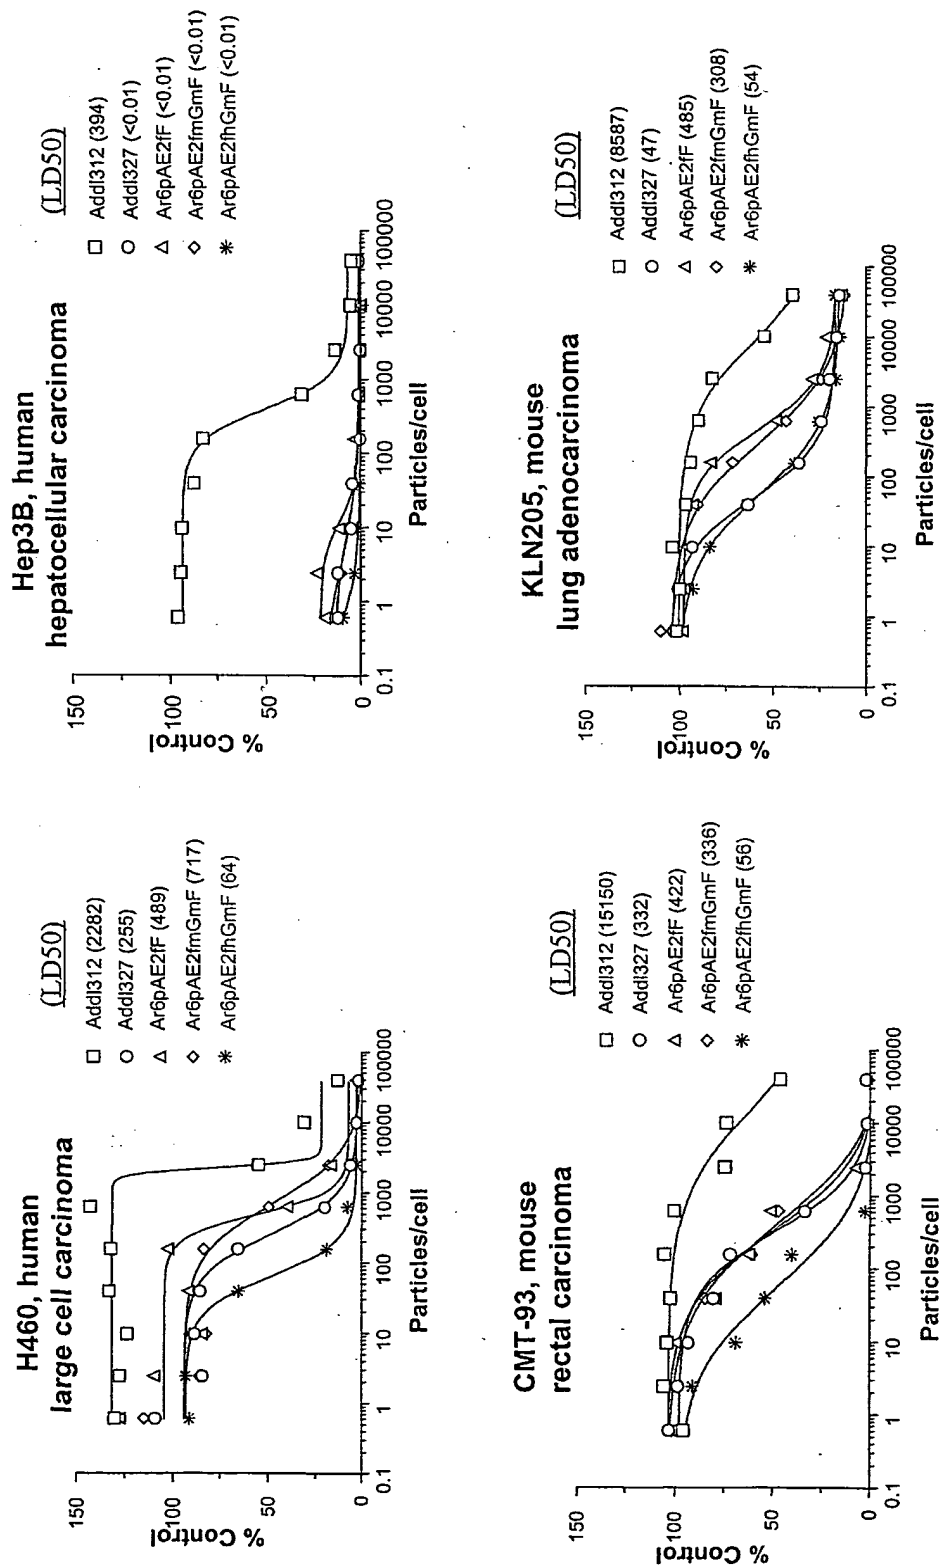 H460, human
large cell carcinoma
% Control
150
100
50
0
0.1
1
10
100
1000
10000
100000
Particles/cell
(LD50)
Addl312 (2282)
Addl327 (255)
Ar6pAE2fF (489)
Ar6pAE2fmGmF (717)
Ar6pAE2fhGmF (64)
Hep3B, human
hepatocellular carcinoma
% Control
150
100
50
0
0.1
1
10
100
1000
10000
100000
Particles/cell
(LD50)
Addl312 (394)
Addl327 (<0.01)
Ar6pAE2fF (<0.01)
Ar6pAE2fmGmF (<0.01)
Ar6pAE2fhGmF (<0.01)
CMT-93, mouse
rectal carcinoma
% Control
150
100
50
0
0.1
1
10
100
1000
10000
100000
Particles/cell
(LD50)
Addl312 (15150)
Addl327 (332)
Ar6pAE2fF (422)
Ar6pAE2fmGmF (336)
Ar6pAE2fhGmF (56)
KLN205, mouse
lung adenocarcinoma
% Control
150
100
50
0
0.1
1
10
100
1000
10000
100000
Particles/cell
(LD50)
Addl312 (8587)
Addl327 (47)
Ar6pAE2fF (485)
Ar6pAE2fmGmF (308)
Ar6pAE2fhGmF (54)